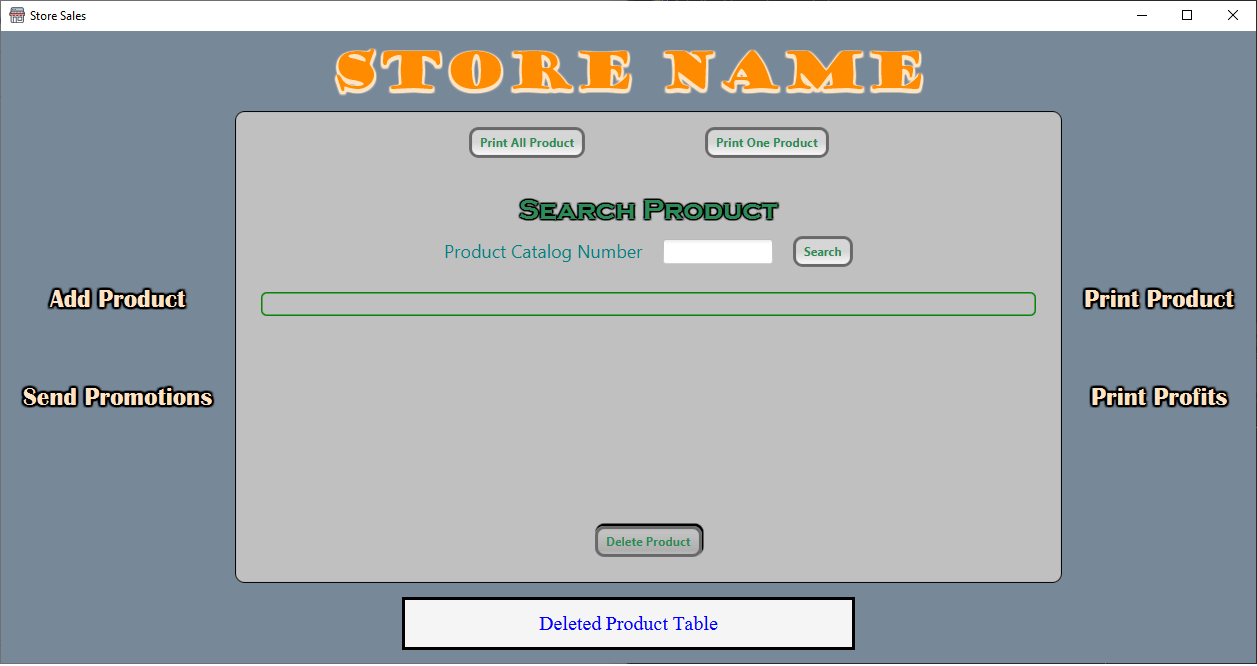 Store Sales
STORE NAME
Print All Product
Print One Product
Search Product
Product Catalog Number
Search
Add Product
Print Product
Send Promotions
Print Profits
Delete Product
Deleted Product Table